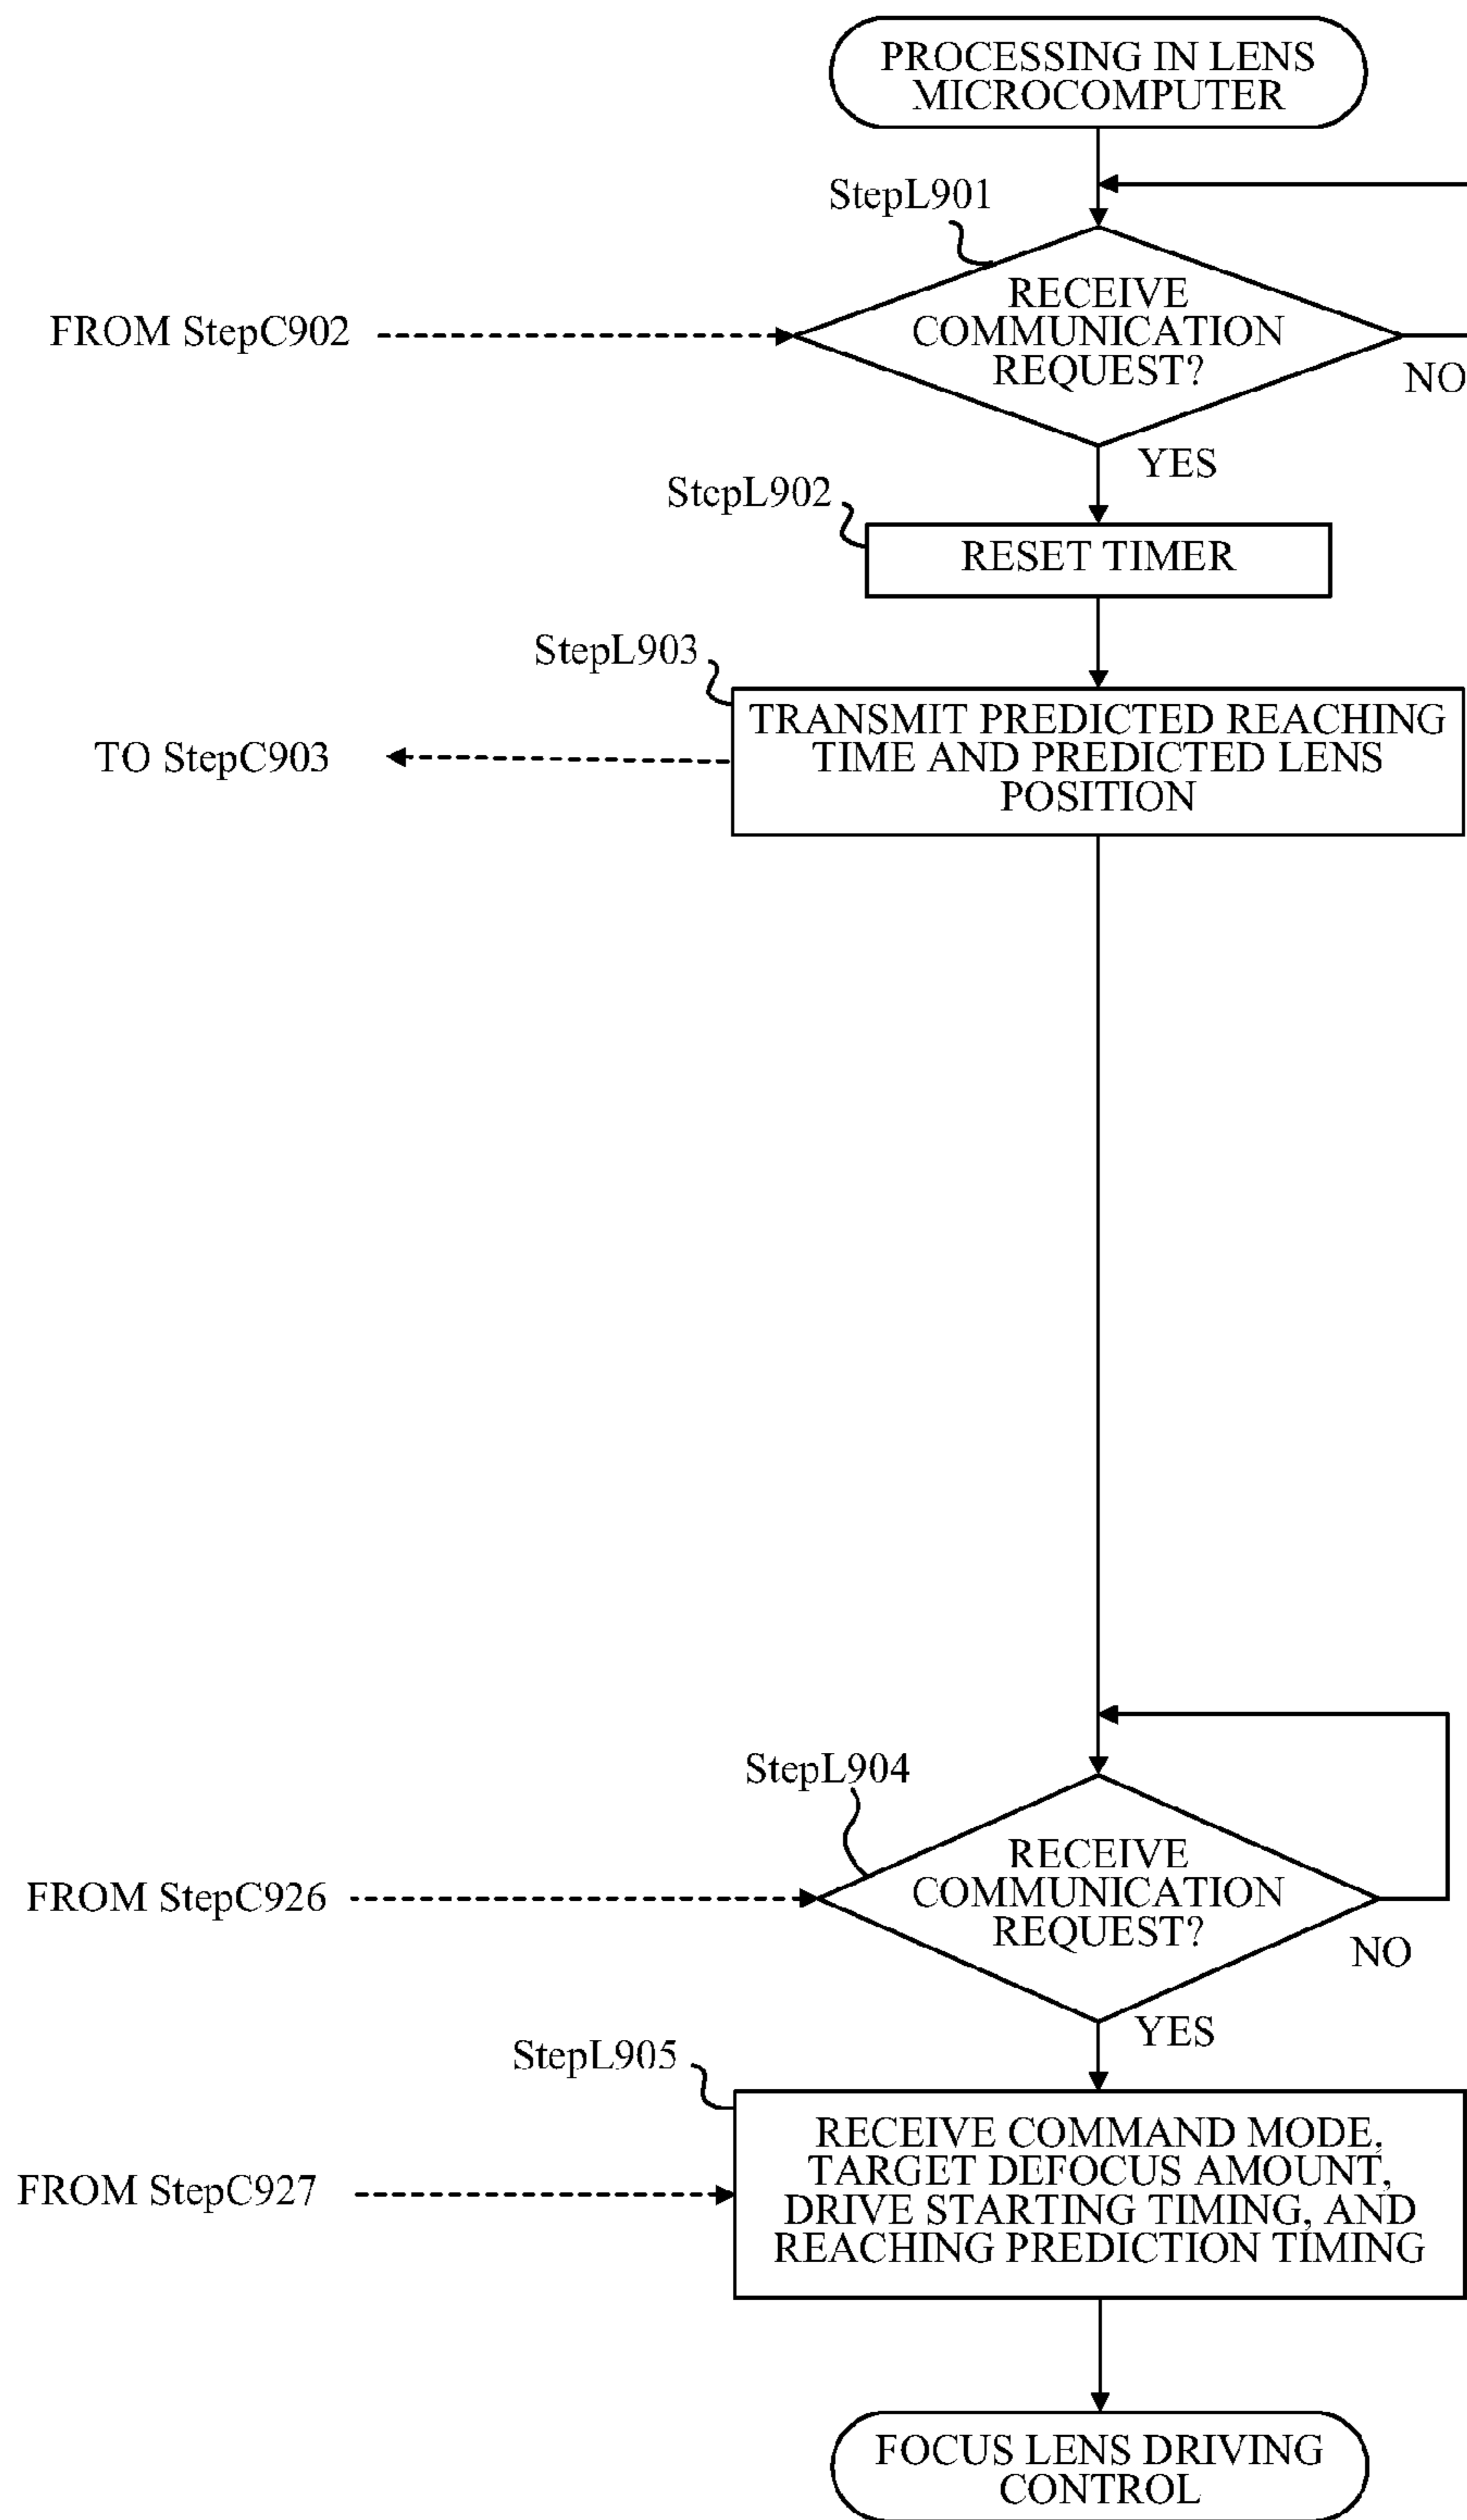 PROCESSING IN LENS
MICROCOMPUTER
StepL901
RECEIVE
COMMUNICATION
REQUEST?
FROM StepC902
NO
YES
StepL902
RESET TIMER
StepL903
TRANSMIT PREDICTED REACHING
TIME AND PREDICTED LENS
POSITION
TO StepC903
StepL904
RECEIVE
COMMUNICATION
REQUEST?
FROM StepC926
NO
YES
StepL905
RECEIVE COMMAND MODE,
TARGET DEFOCUS AMOUNT,
DRIVE STARTING TIMING, AND
REACHING PREDICTION TIMING
FROM StepC927
FOCUS LENS DRIVING
CONTROL